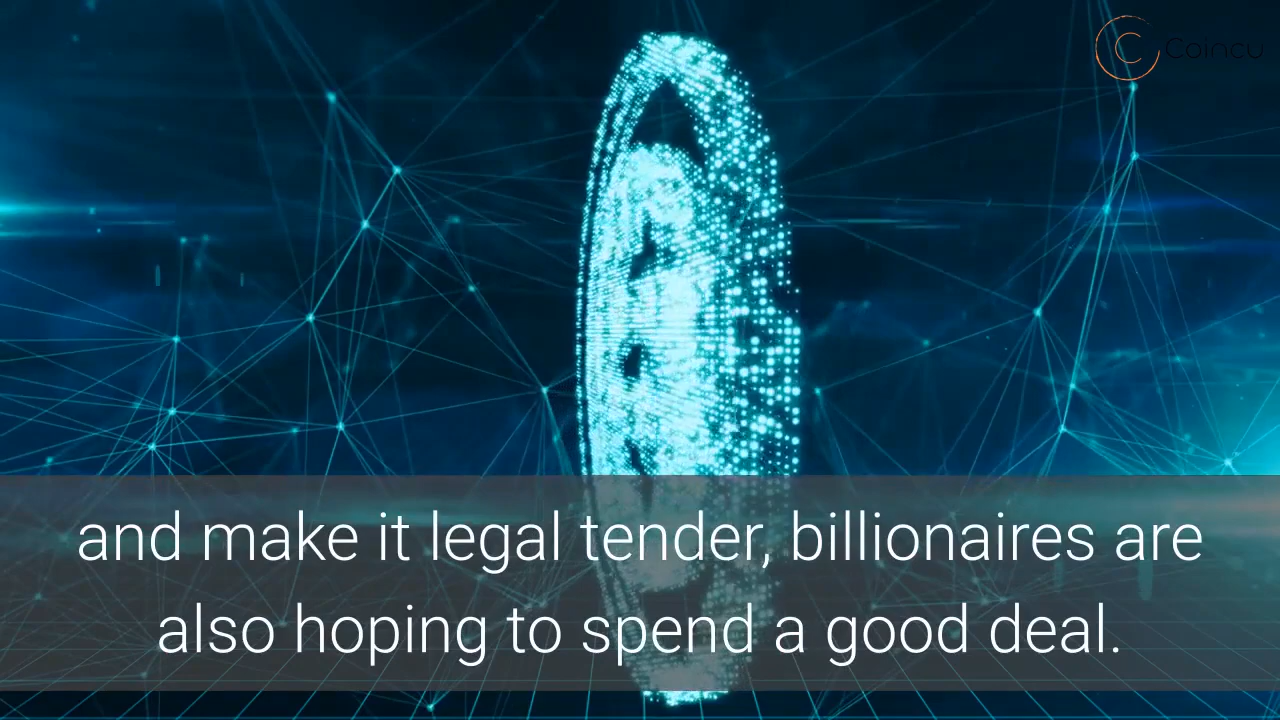 Coincu
and make it legal tender, billionaires are
also hoping to spend a good deal.